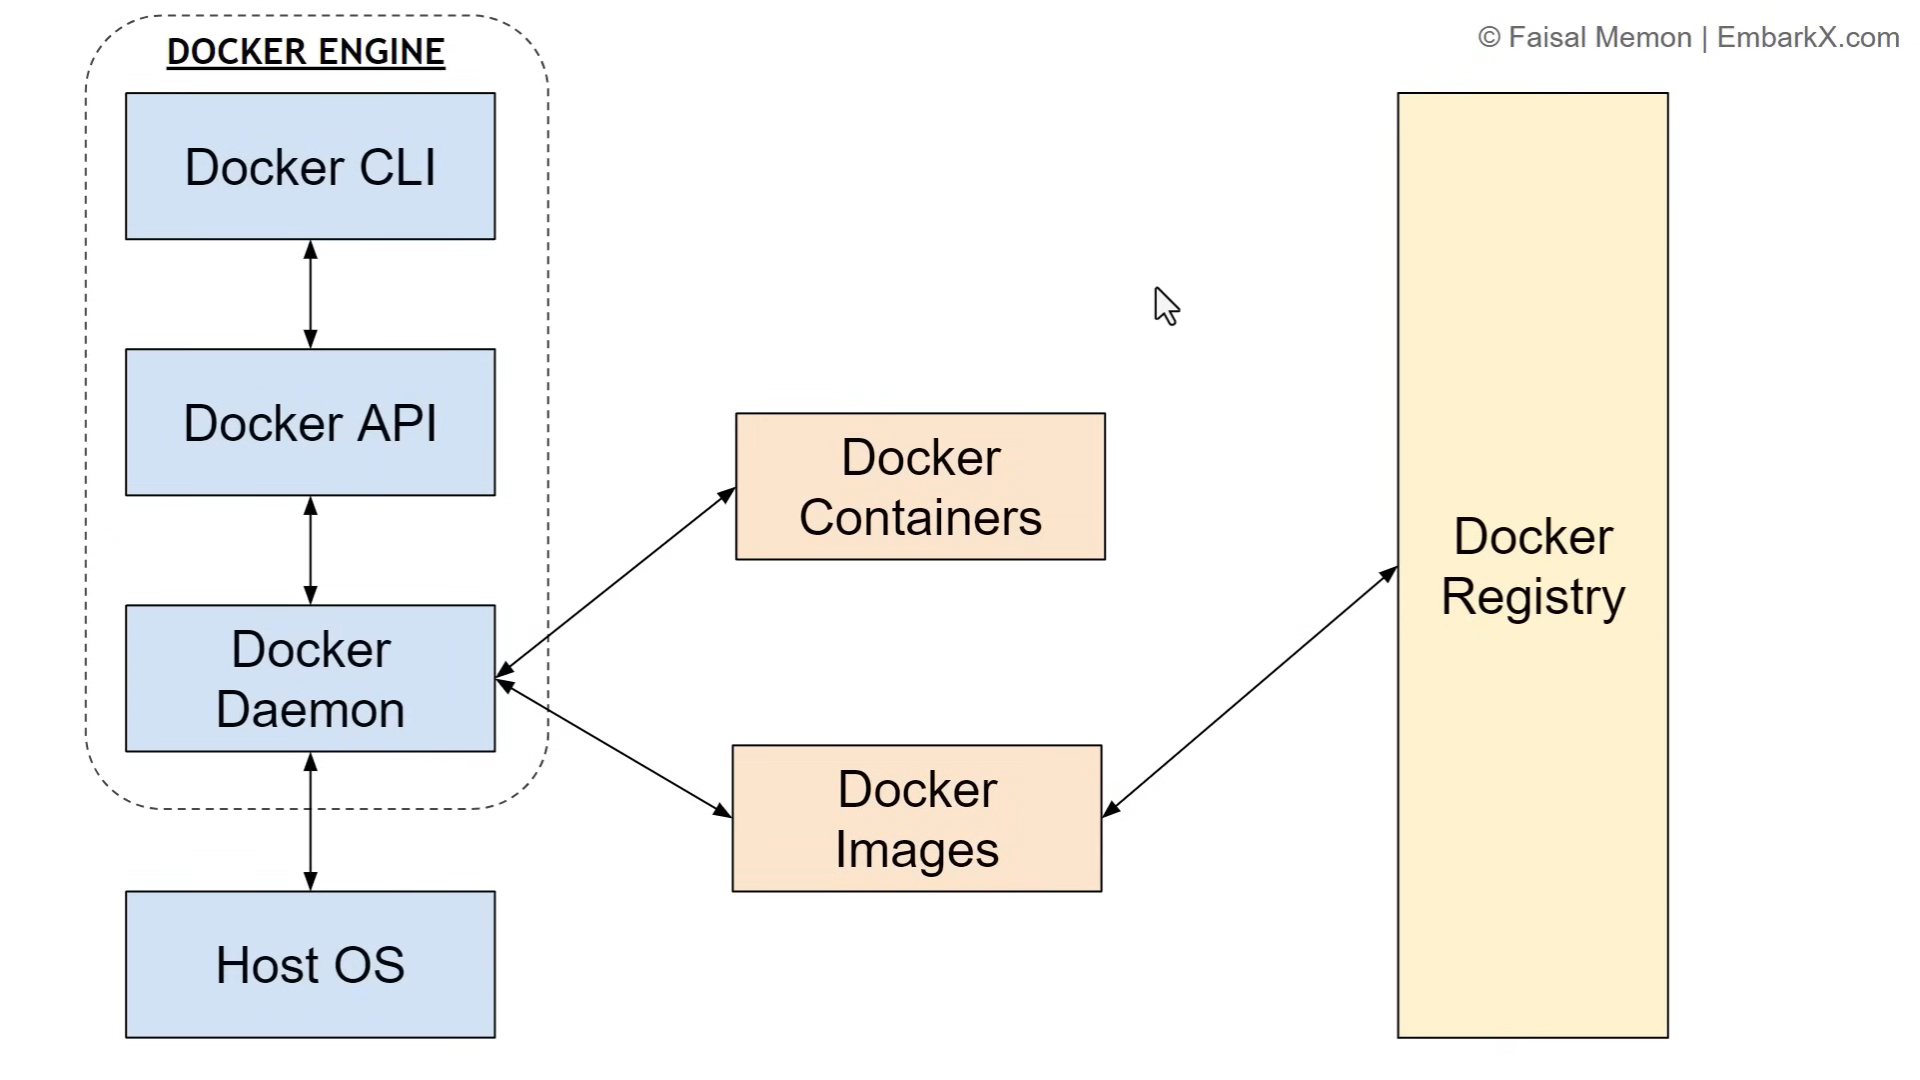 DOCKER ENGINE
© Faisal Memon | EmbarkX.com
Docker CLI
Docker API
Docker
Containers
Docker
Registry
Docker
Daemon
Docker
Images
Host OS